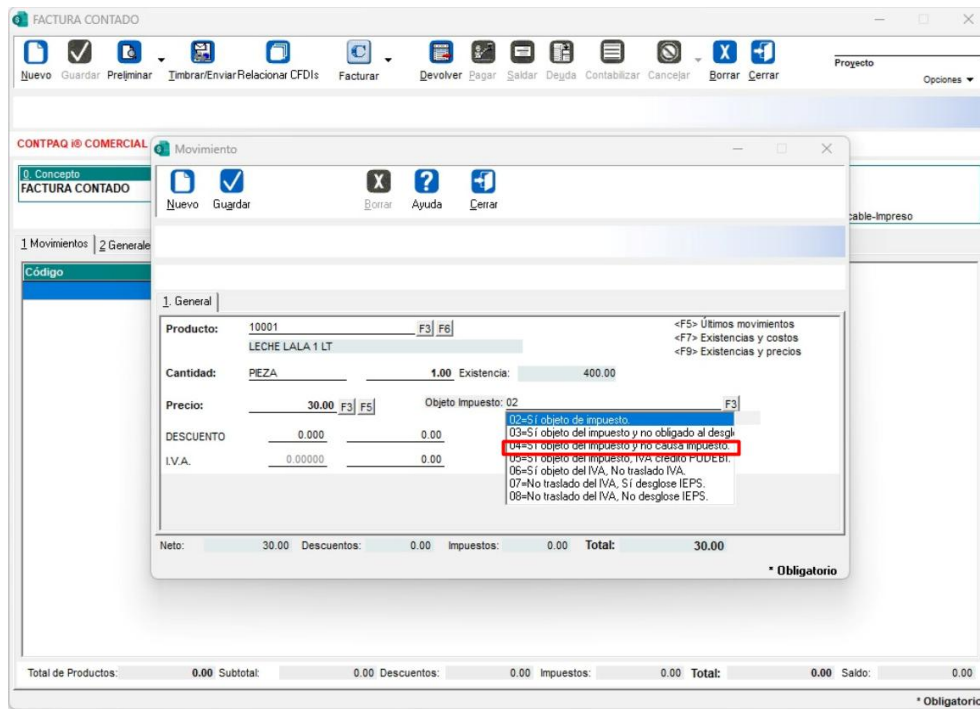 FACTURA CONTADO
Nuevo Guardar Preliminar Timbrar/Enviar Relacionar CFDIs Facturar Devolver Pagar Saldar Deuda Contabilizar Cancelar Borrar Cerrar
Proyecto
Opciones
CONTPAQ i® COMERCIAL
0. Concepto
FACTURA CONTADO
cable-Impreso
1 Movimientos 2 Generale
Código
Movimiento
Nuevo Guardar Borrar Ayuda Cerrar
1. General
Producto: 10001 F3 F6
LECHE LALA 1 LT
<F5> Últimos movimientos
<F7> Existencias y costos
<F9> Existencias y precios
Cantidad: PIEZA 1.00 Existencia: 400.00
Precio: 30.00 F3 F5 Objeto Impuesto: 02 F3
02=Sí objeto de impuesto.
03=Sí objeto del impuesto y no obligado al desgl
04=Sí objeto del impuesto y no causa impuesto.
05=Sí objeto del impuesto, IVA crédito PODEBI.
06=Sí objeto del IVA, No traslado IVA.
07=No traslado del IVA, Sí desglose IEPS.
08=No traslado del IVA, No desglose IEPS.
DESCUENTO 0.000 0.00
I.V.A. 0.00000 0.00
Neto: 30.00 Descuentos: 0.00 Impuestos: 0.00 Total: 30.00
* Obligatorio
Total de Productos: 0.00 Subtotal: 0.00 Descuentos: 0.00 Impuestos: 0.00 Total: 0.00 Saldo: 0.00
* Obligatorio